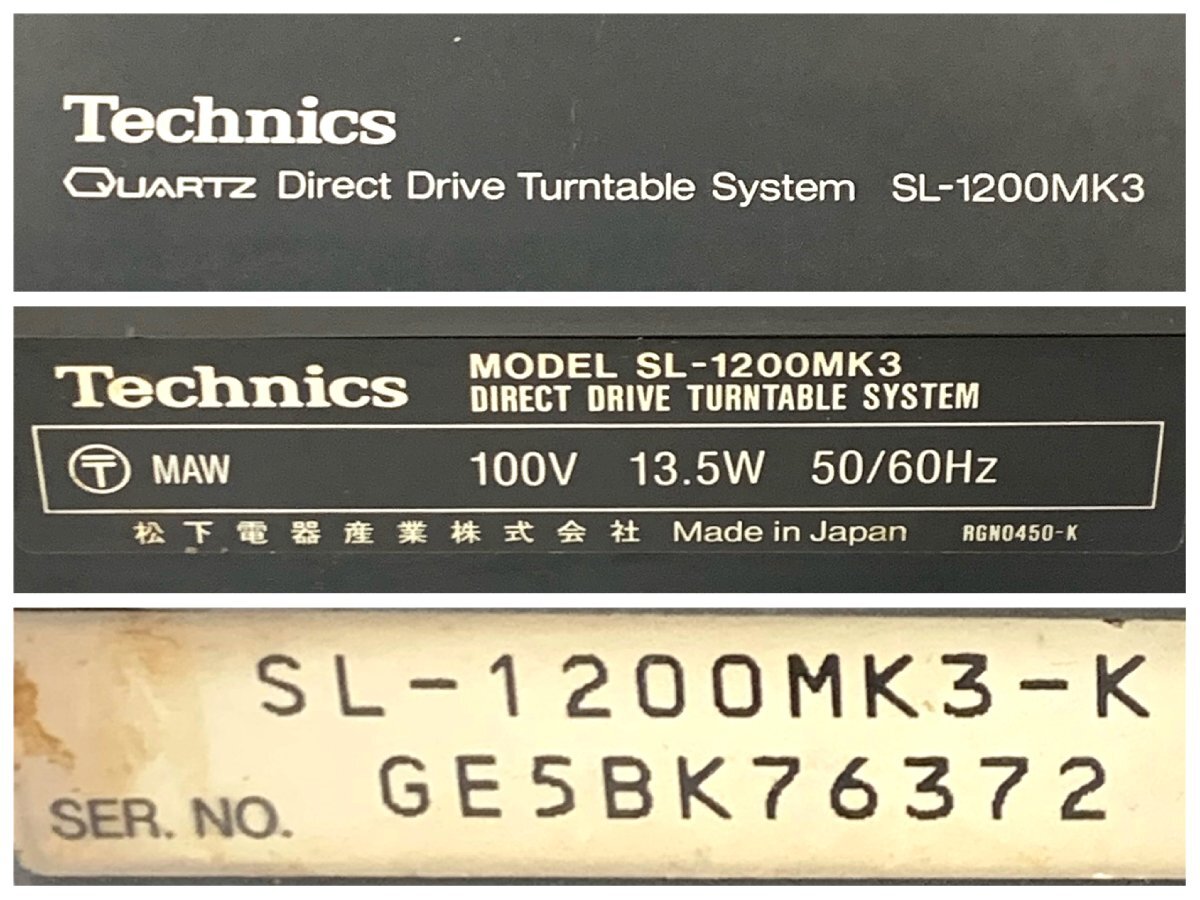 Technics
QUARTZ Direct Drive Turntable System SL-1200MK3
Technics
MODEL SL-1200MK3
DIRECT DRIVE TURNTABLE SYSTEM
〒 MAW 100V 13.5W 50/60Hz
松下電器産業株式会社 Made in Japan RGN0450-K
SL-1200MK3-K
SER. NO. GE5BK76372